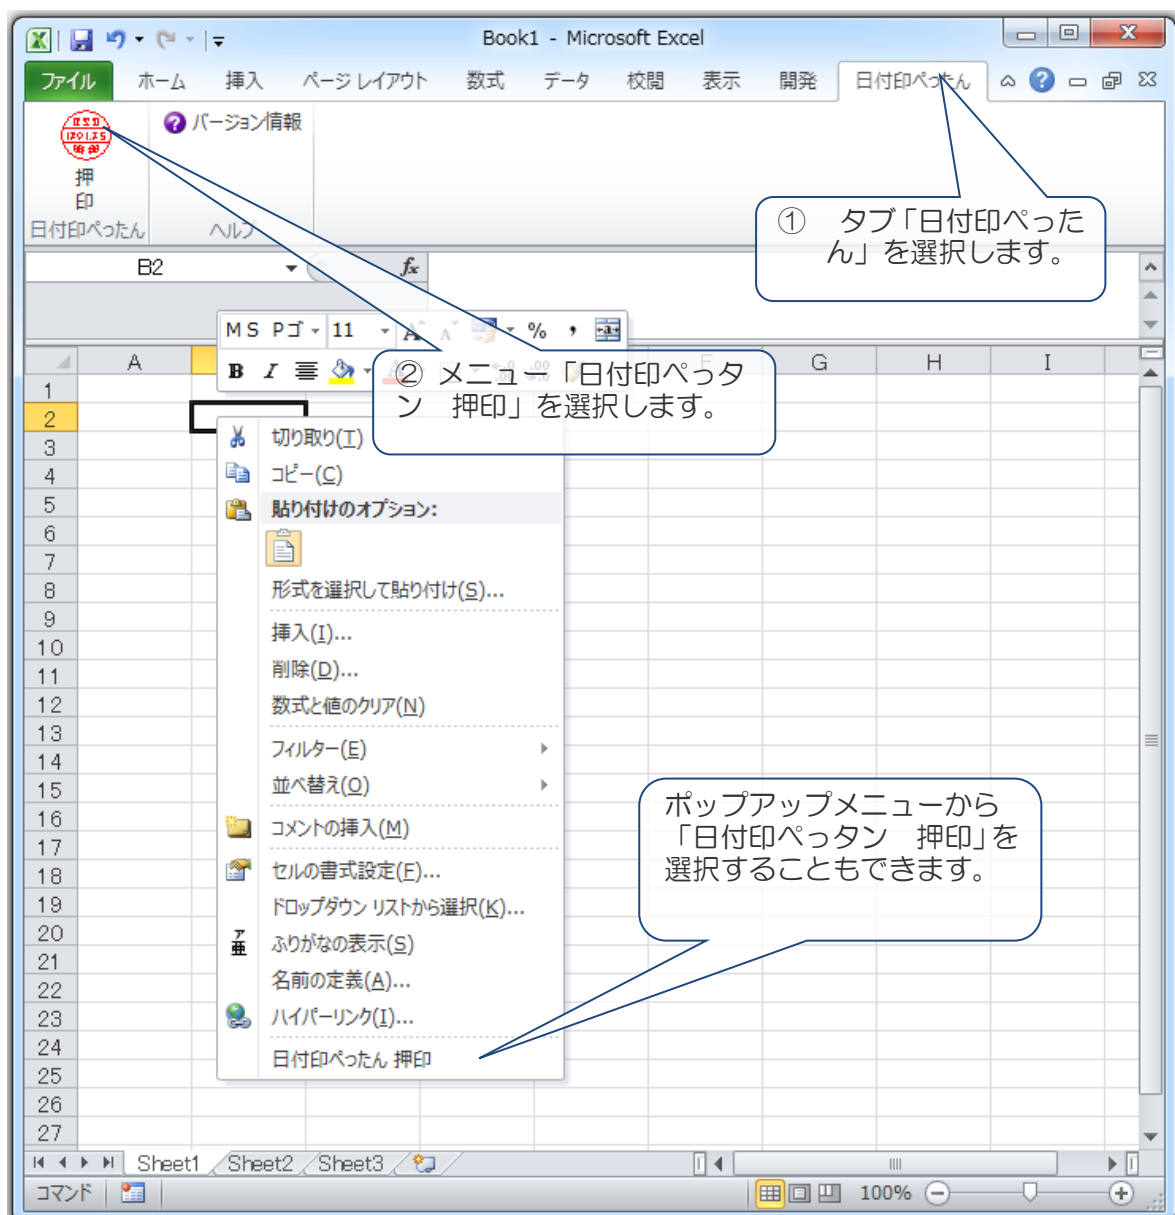 Book1 - Microsoft Excel
ファイル ホーム 挿入 ページ レイアウト 数式 データ 校閲 表示 開発 日付印ぺったん
バージョン情報
押
印
日付印ぺったん ヘルプ
① タブ「日付印ぺった
ん」を選択します。
B2 fx
MS Pゴ 11 A A % ,
B I
② メニュー「日付印ぺっタ
ン 押印」を選択します。
A G H I
1
2
3
4
5
6
7
8
9
10
11
12
13
14
15
16
17
18
19
20
21
22
23
24
25
26
27
切り取り(T)
コピー(C)
貼り付けのオプション:
形式を選択して貼り付け(S)...
挿入(I)...
削除(D)...
数式と値のクリア(N)
フィルター(E)
並べ替え(O)
コメントの挿入(M)
セルの書式設定(F)...
ドロップダウン リストから選択(K)...
ふりがなの表示(S)
名前の定義(A)...
ハイパーリンク(I)...
日付印ぺったん 押印
ポップアップメニューから
「日付印ぺっタン 押印」を
選択することもできます。
Sheet1 Sheet2 Sheet3
コマンド 100%